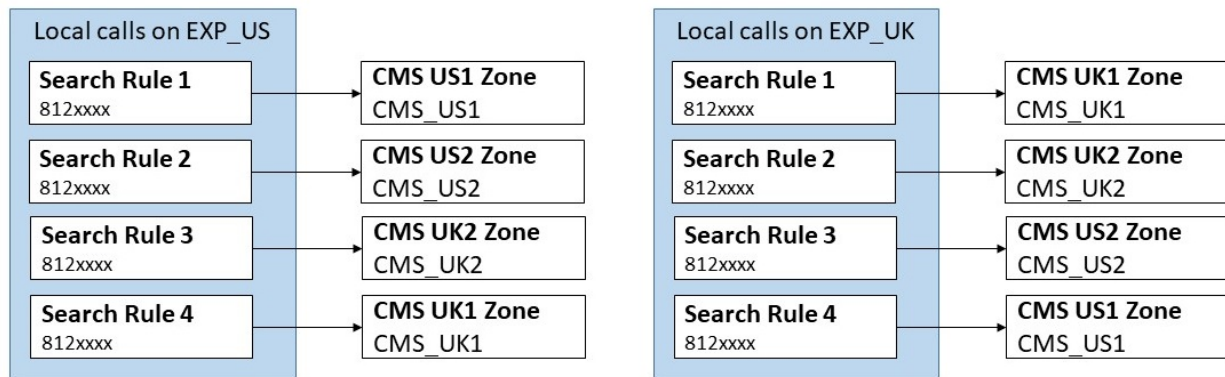 Local calls on EXP_US
Search Rule 1
812xxxx
CMS US1 Zone
CMS_US1
Search Rule 2
812xxxx
CMS US2 Zone
CMS_US2
Search Rule 3
812xxxx
CMS UK2 Zone
CMS_UK2
Search Rule 4
812xxxx
CMS UK1 Zone
CMS_UK1
Local calls on EXP_UK
Search Rule 1
812xxxx
CMS UK1 Zone
CMS_UK1
Search Rule 2
812xxxx
CMS UK2 Zone
CMS_UK2
Search Rule 3
812xxxx
CMS US2 Zone
CMS_US2
Search Rule 4
812xxxx
CMS US1 Zone
CMS_US1